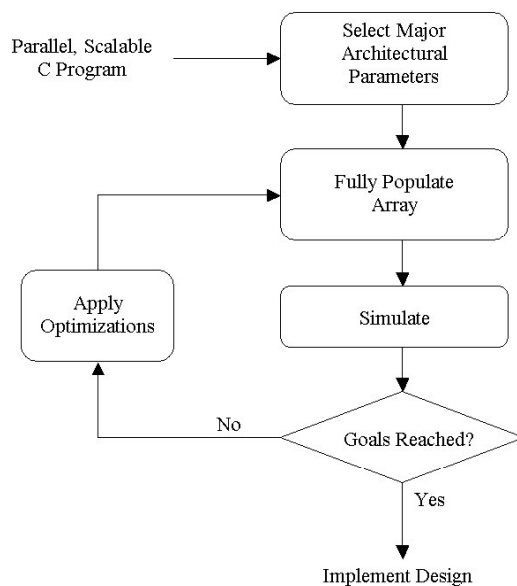 Parallel, Scalable
C Program
Select Major
Architectural
Parameters
Fully Populate
Array
Apply
Optimizations
Simulate
No
Goals Reached?
Yes
Implement Design